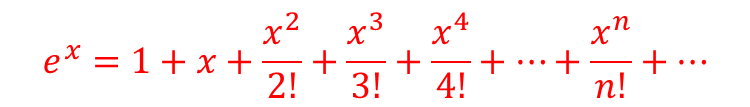 e^x = 1 + x + x^2/2! + x^3/3! + x^4/4! + ⋯ + x^n/n! + ⋯